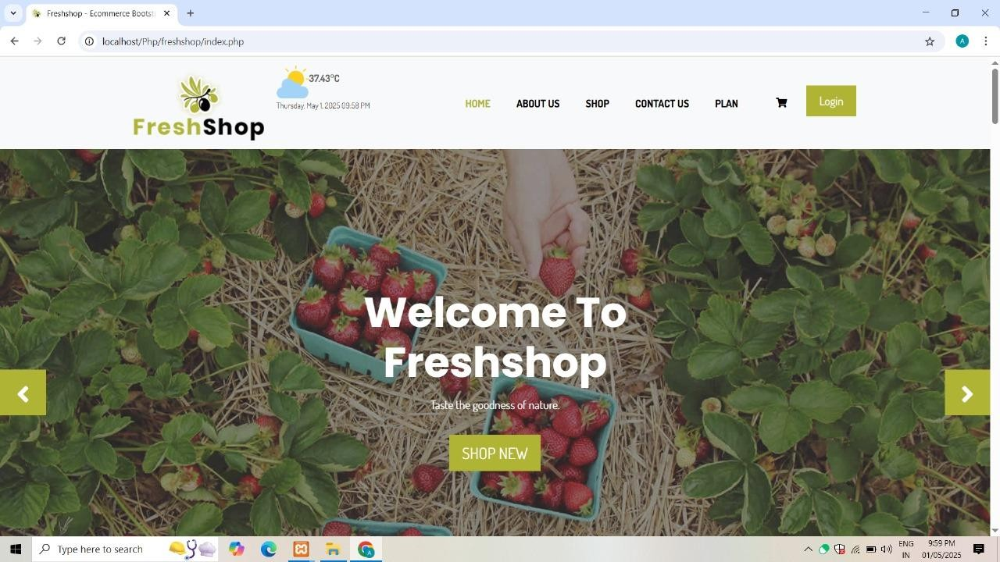 Freshshop - Ecommerce Bootst
localhost/Php/freshshop/index.php
-37.43°C
Thursday, May 1, 2025 09:58 PM
FreshShop
HOME
ABOUT US
SHOP
CONTACT US
PLAN
Login
Welcome To
Freshshop
Taste the goodness of nature.
SHOP NEW
Type here to search
A
ENG
IN
9:59 PM
01/05/2025